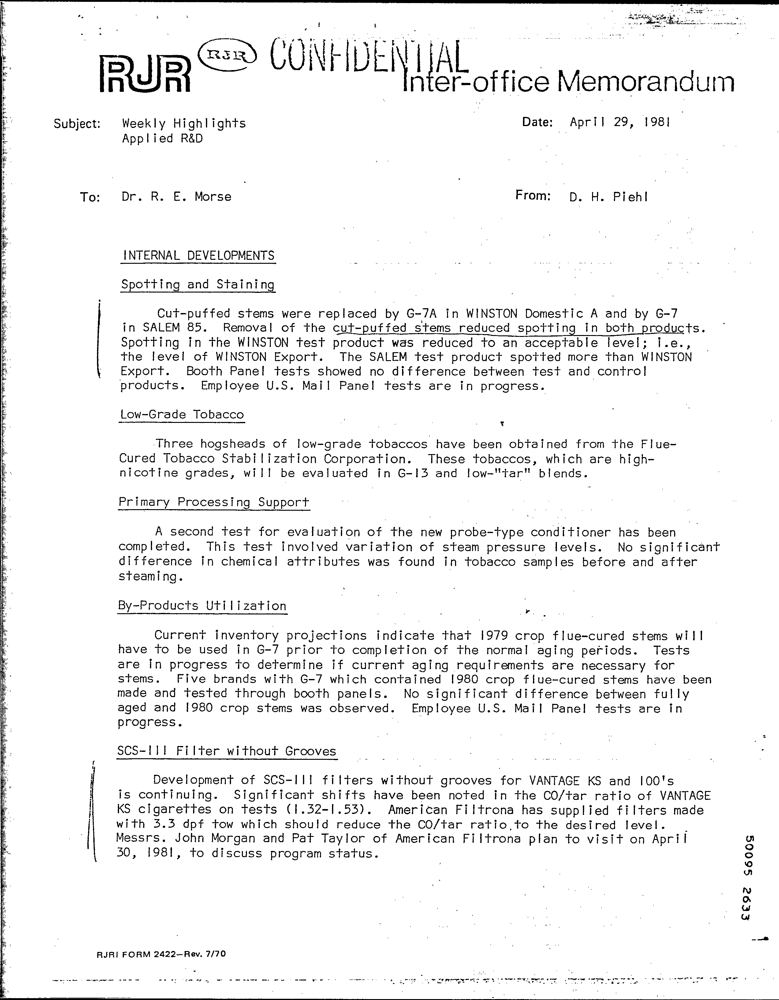 RJR RJR CONFIDENTIAL
Inter-office Memorandum
Subject: Weekly Highlights Date: April 29, 1981
Applied R&D
To: Dr. R. E. Morse From: D. H. Piehl
INTERNAL DEVELOPMENTS
Spotting and Staining
Cut-puffed stems were replaced by G-7A in WINSTON Domestic A and by G-7
in SALEM 85. Removal of the cut-puffed stems reduced spotting in both products.
Spotting in the WINSTON test product was reduced to an acceptable level; i.e.,
the level of WINSTON Export. The SALEM test product spotted more than WINSTON
Export. Booth Panel tests showed no difference between test and control
products. Employee U.S. Mail Panel tests are in progress.
Low-Grade Tobacco
Three hogsheads of low-grade tobaccos have been obtained from the Flue-
Cured Tobacco Stabilization Corporation. These tobaccos, which are high-
nicotine grades, will be evaluated in G-13 and low-"tar" blends.
Primary Processing Support
A second test for evaluation of the new probe-type conditioner has been
completed. This test involved variation of steam pressure levels. No significant
difference in chemical attributes was found in tobacco samples before and after
steaming.
By-Products Utilization
Current inventory projections indicate that 1979 crop flue-cured stems will
have to be used in G-7 prior to completion of the normal aging periods. Tests
are in progress to determine if current aging requirements are necessary for
stems. Five brands with G-7 which contained 1980 crop flue-cured stems have been
made and tested through booth panels. No significant difference between fully
aged and 1980 crop stems was observed. Employee U.S. Mail Panel tests are in
progress.
SCS-III Filter without Grooves
Development of SCS-III filters without grooves for VANTAGE KS and 100's
is continuing. Significant shifts have been noted in the CO/tar ratio of VANTAGE
KS cigarettes on tests (1.32-1.53). American Filtrona has supplied filters made
with 3.3 dpf tow which should reduce the CO/tar ratio to the desired level.
Messrs. John Morgan and Pat Taylor of American Filtrona plan to visit on April
30, 1981, to discuss program status.
50095 2633
RJRI FORM 2422—Rev. 7/70